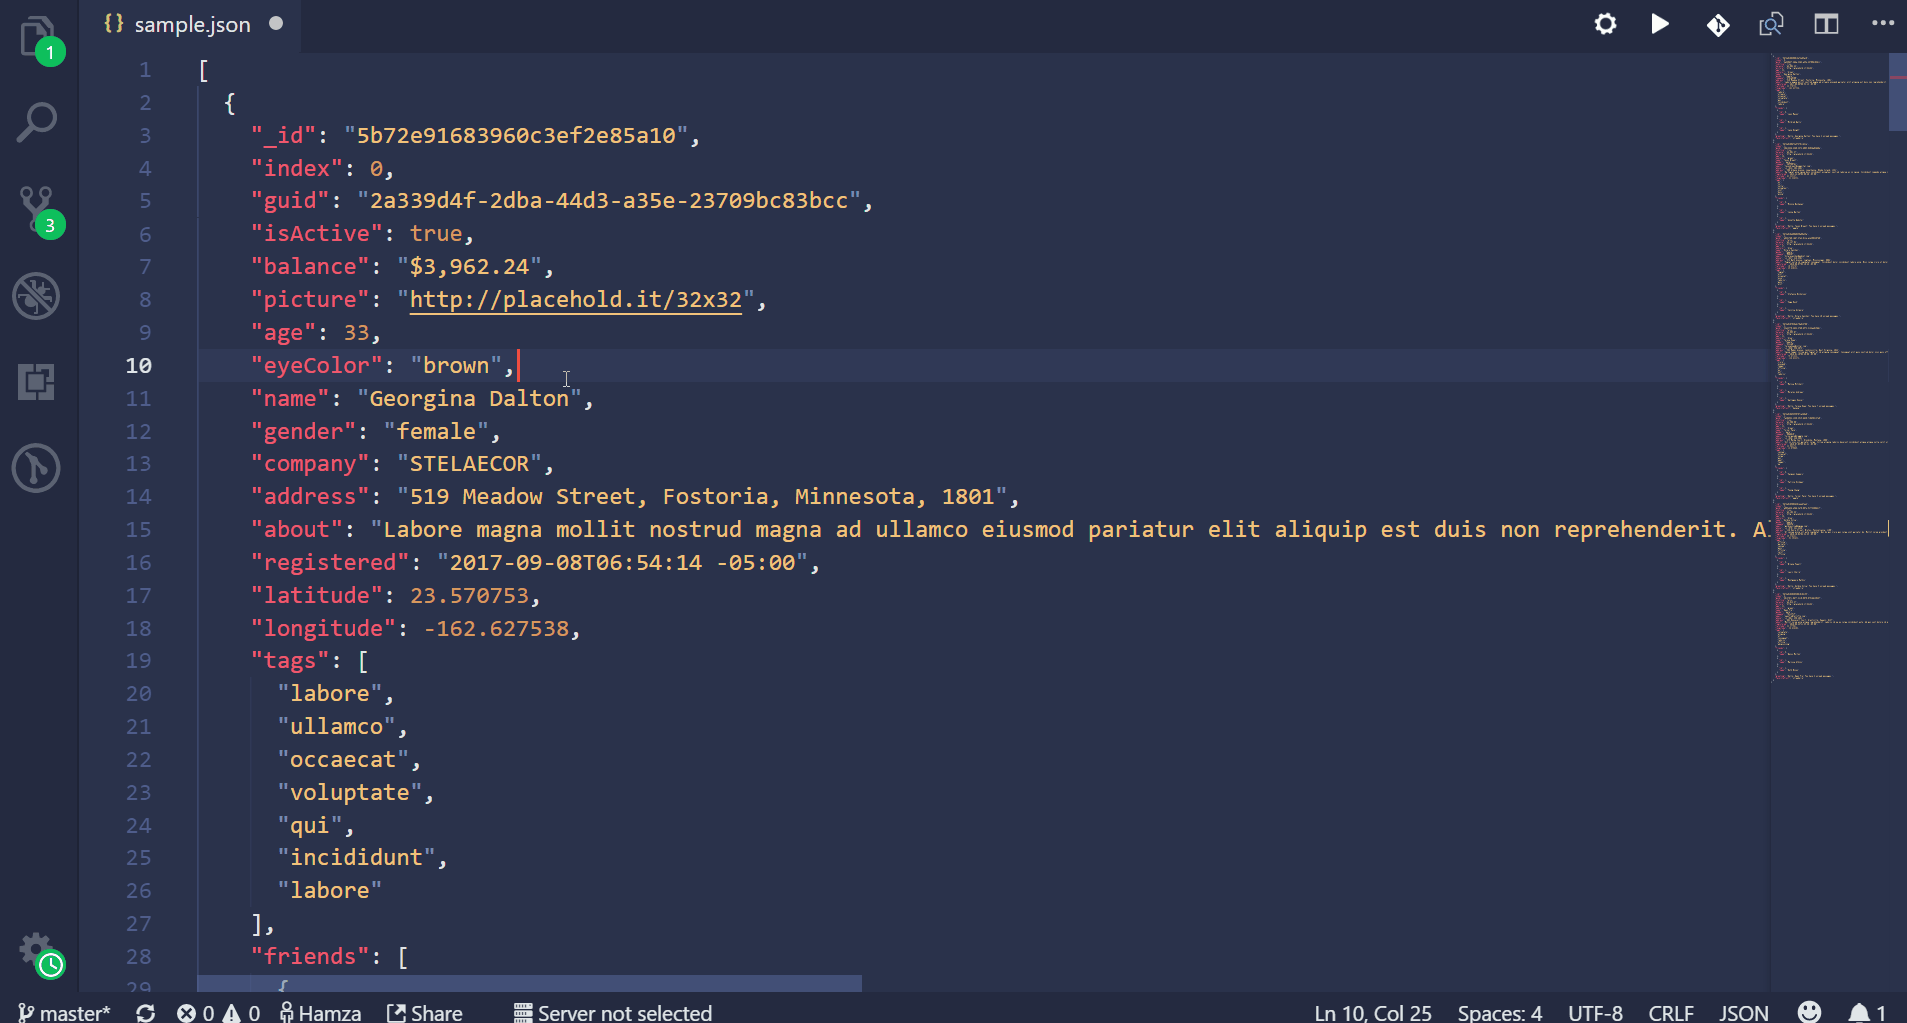 sample.json
1
3
1 [
2 {
3 "_id": "5b72e91683960c3ef2e85a10",
4 "index": 0,
5 "guid": "2a339d4f-2dba-44d3-a35e-23709bc83bcc",
6 "isActive": true,
7 "balance": "$3,962.24",
8 "picture": "http://placehold.it/32x32",
9 "age": 33,
10 "eyeColor": "brown",
11 "name": "Georgina Dalton",
12 "gender": "female",
13 "company": "STELAECOR",
14 "address": "519 Meadow Street, Fostoria, Minnesota, 1801",
15 "about": "Labore magna mollit nostrud magna ad ullamco eiusmod pariatur elit aliquip est duis non reprehenderit. A
16 "registered": "2017-09-08T06:54:14 -05:00",
17 "latitude": 23.570753,
18 "longitude": -162.627538,
19 "tags": [
20 "labore",
21 "ullamco",
22 "occaecat",
23 "voluptate",
24 "qui",
25 "incididunt",
26 "labore"
27 ],
28 "friends": [
29 {
master* 0 0 Hamza Share Server not selected Ln 10, Col 25 Spaces: 4 UTF-8 CRLF JSON 1